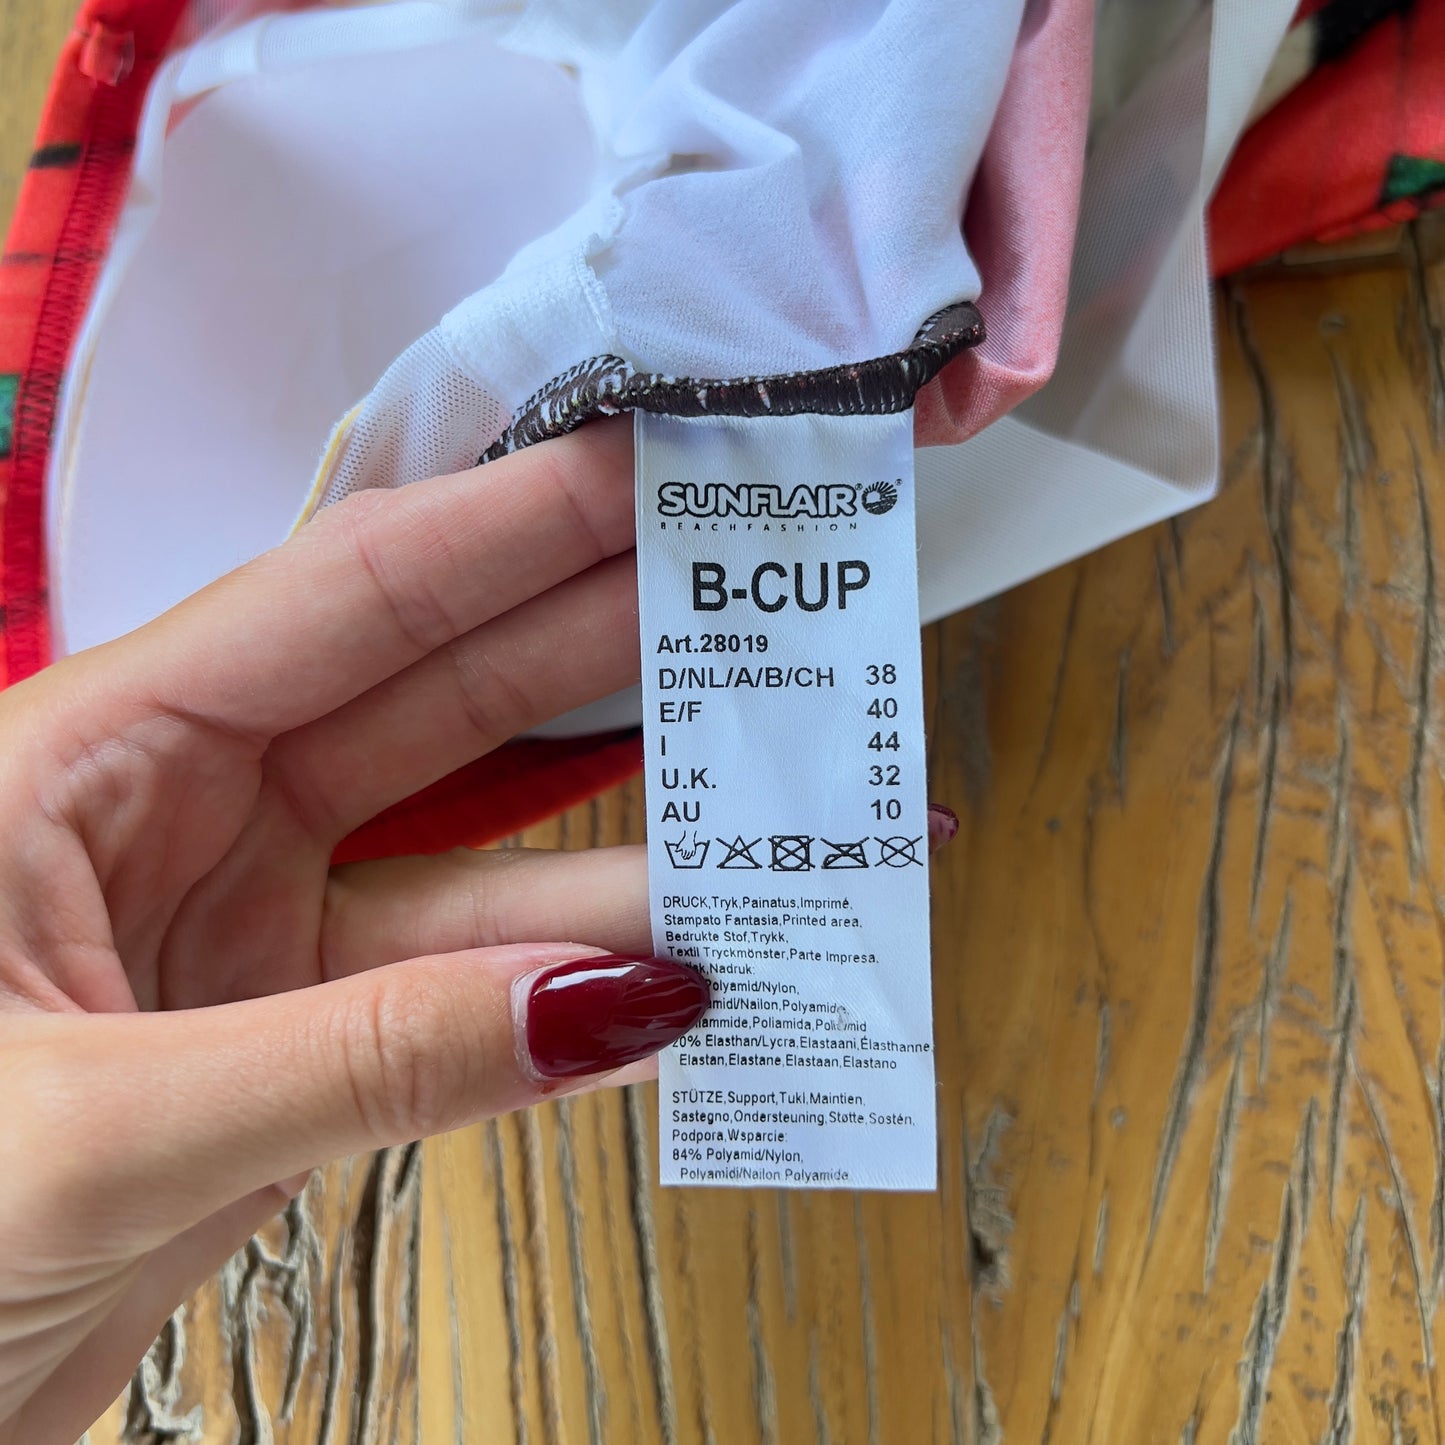 SUNFLAIR®®
BEACHFASHION
B-CUP
Art.28019
D/NL/A/B/CH 38
E/F 40
I 44
U.K. 32
AU 10
DRUCK,Tryk,Painatus,Imprimé,
Stampato Fantasia,Printed area,
Bedrukte Stof,Trykk,
Textil Tryckmönster,Parte Impresa,
Nadruk:
Polyamid/Nylon,
Polyamide
Poliamida,
20% Elasthan/Lycra,Elastaani,Élasthanne,
Elastan,Elastane,Elastaan,Elastano
STÜTZE,Support,Tuki,Maintien,
Sastegno,Ondersteuning,Støtte,Sostén,
Podpora,Wsparcie:
84% Polyamid/Nylon,
Polyamidi/Nailon,Polyamide